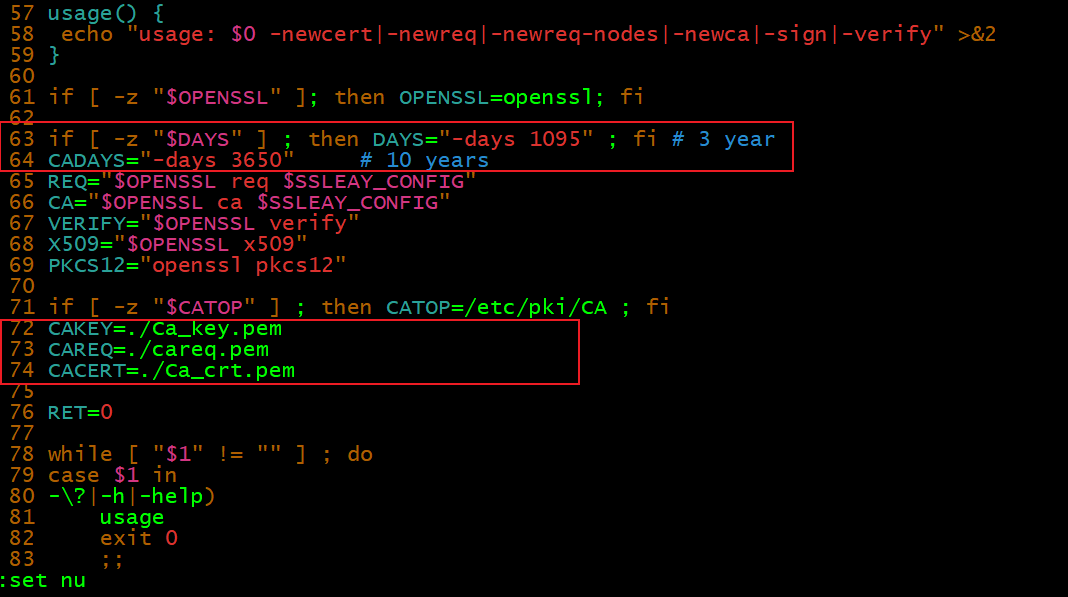 57 usage() {
58  echo "usage: $0 -newcert|-newreq|-newreq-nodes|-newca|-sign|-verify" >&2
59 }
60
61 if [ -z "$OPENSSL" ]; then OPENSSL=openssl; fi
62
63 if [ -z "$DAYS" ] ; then DAYS="-days 1095" ; fi # 3 year
64 CADAYS="-days 3650"     # 10 years
65 REQ="$OPENSSL req $SSLEAY_CONFIG"
66 CA="$OPENSSL ca $SSLEAY_CONFIG"
67 VERIFY="$OPENSSL verify"
68 X509="$OPENSSL x509"
69 PKCS12="openssl pkcs12"
70
71 if [ -z "$CATOP" ] ; then CATOP=/etc/pki/CA ; fi
72 CAKEY=./Ca_key.pem
73 CAREQ=./careq.pem
74 CACERT=./Ca_crt.pem
75
76 RET=0
77
78 while [ "$1" != "" ] ; do
79 case $1 in
80 -\?|-h|-help)
81     usage
82     exit 0
83     ;;
:set nu